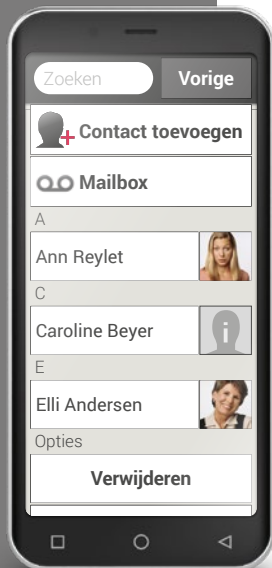 Zoeken
Vorige
Contact toevoegen
Mailbox
A
Ann Reylet
C
Caroline Beyer
E
Elli Andersen
Opties
Verwijderen